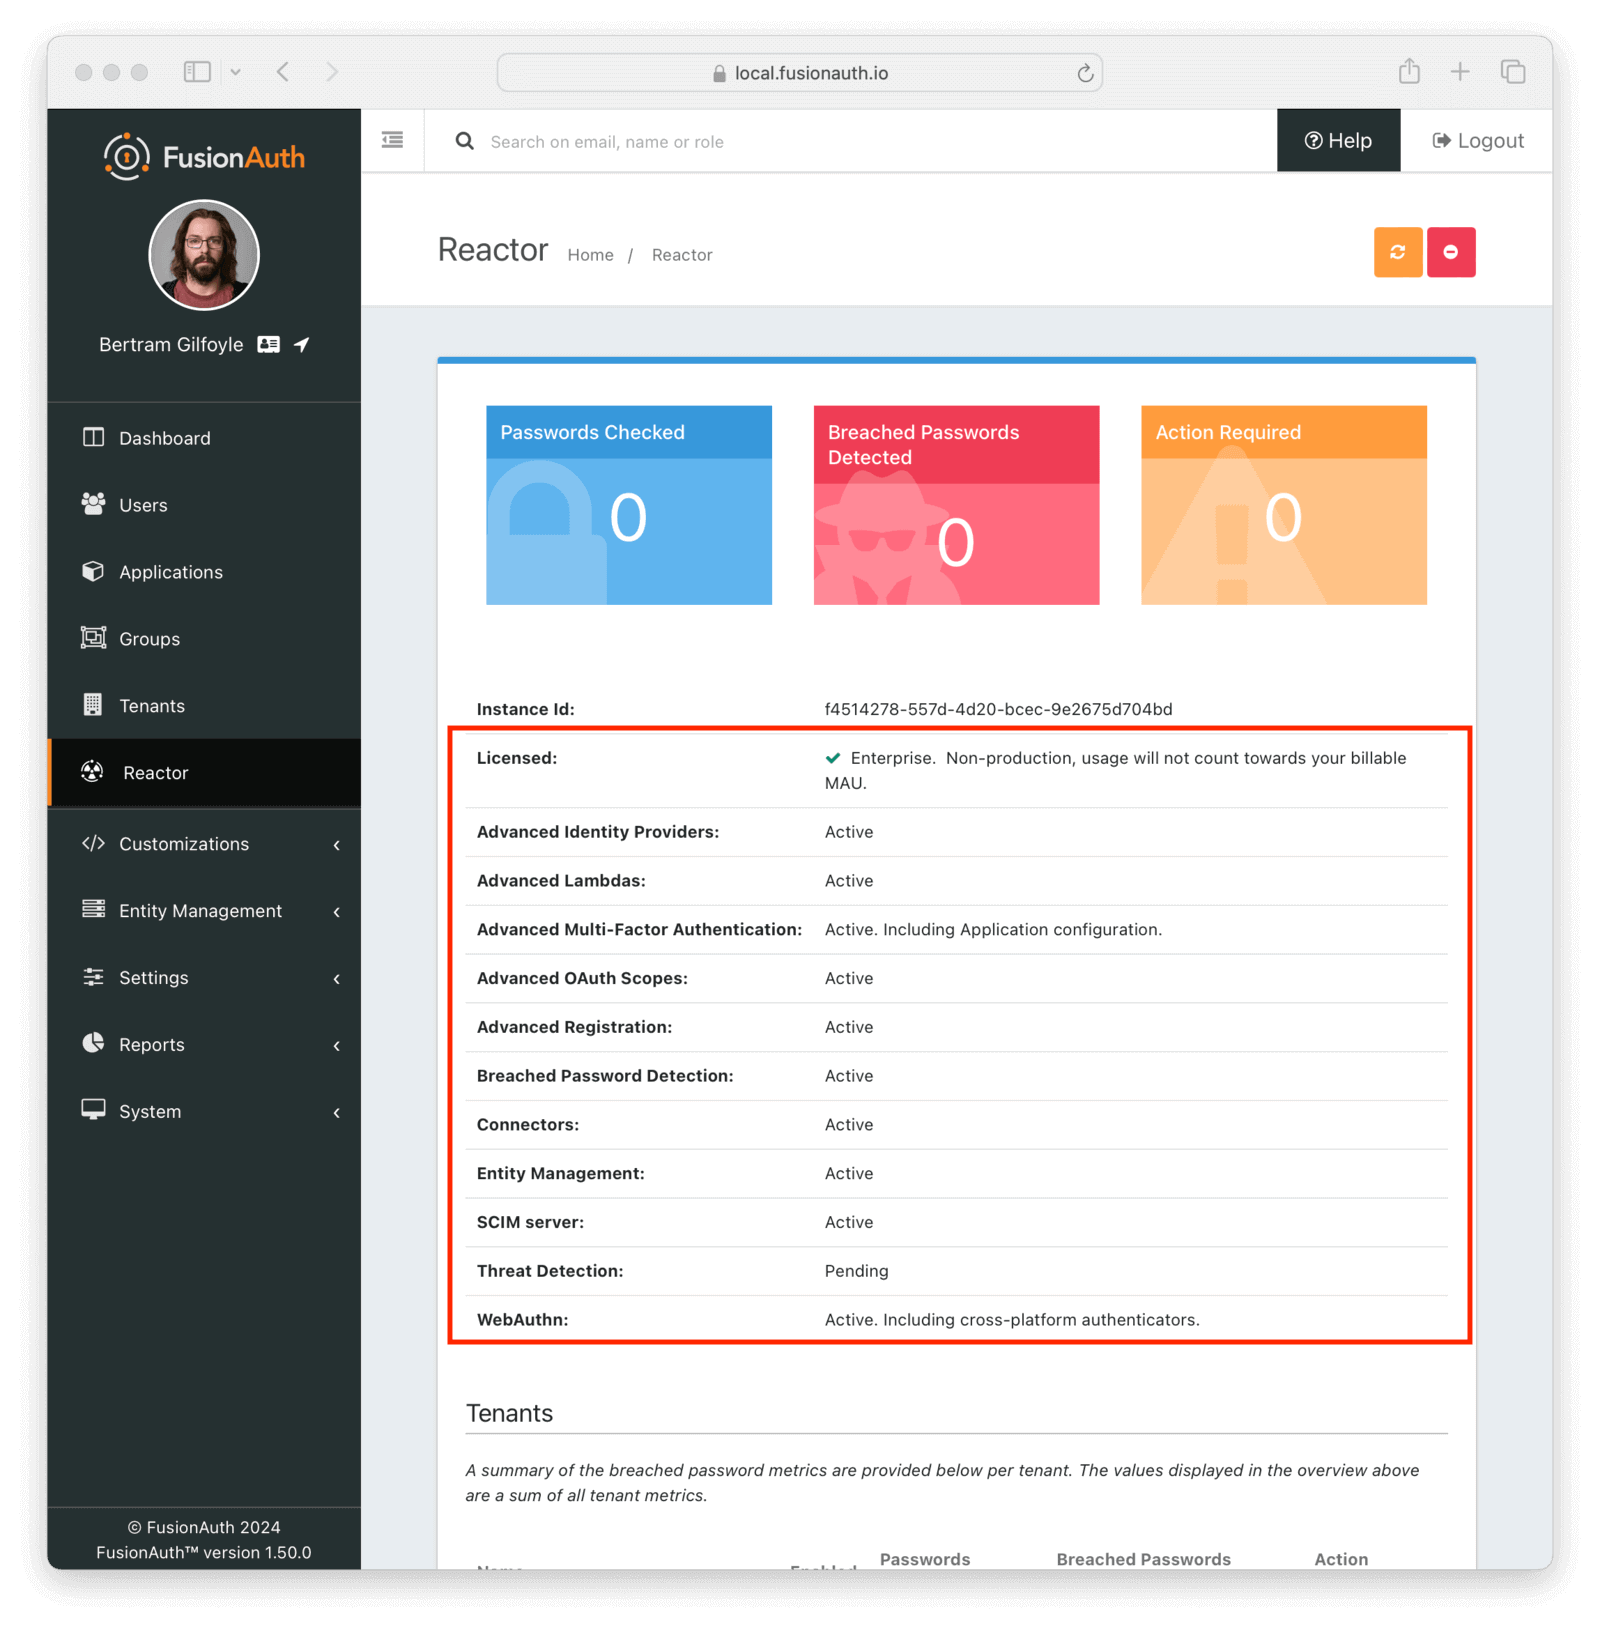 local.fusionauth.io
FusionAuth
Search on email, name or role
Help
Logout
Bertram Gilfoyle
Dashboard
Users
Applications
Groups
Tenants
Reactor
Customizations
Entity Management
Settings
Reports
System
© FusionAuth 2024
FusionAuth™ version 1.50.0
Reactor Home / Reactor
Passwords Checked
0
Breached Passwords
Detected
0
Action Required
0
Instance Id: f4514278-557d-4d20-bcec-9e2675d704bd
Licensed: Enterprise. Non-production, usage will not count towards your billable
MAU.
Advanced Identity Providers: Active
Advanced Lambdas: Active
Advanced Multi-Factor Authentication: Active. Including Application configuration.
Advanced OAuth Scopes: Active
Advanced Registration: Active
Breached Password Detection: Active
Connectors: Active
Entity Management: Active
SCIM server: Active
Threat Detection: Pending
WebAuthn: Active. Including cross-platform authenticators.
Tenants
A summary of the breached password metrics are provided below per tenant. The values displayed in the overview above
are a sum of all tenant metrics.
Passwords Breached Passwords Action